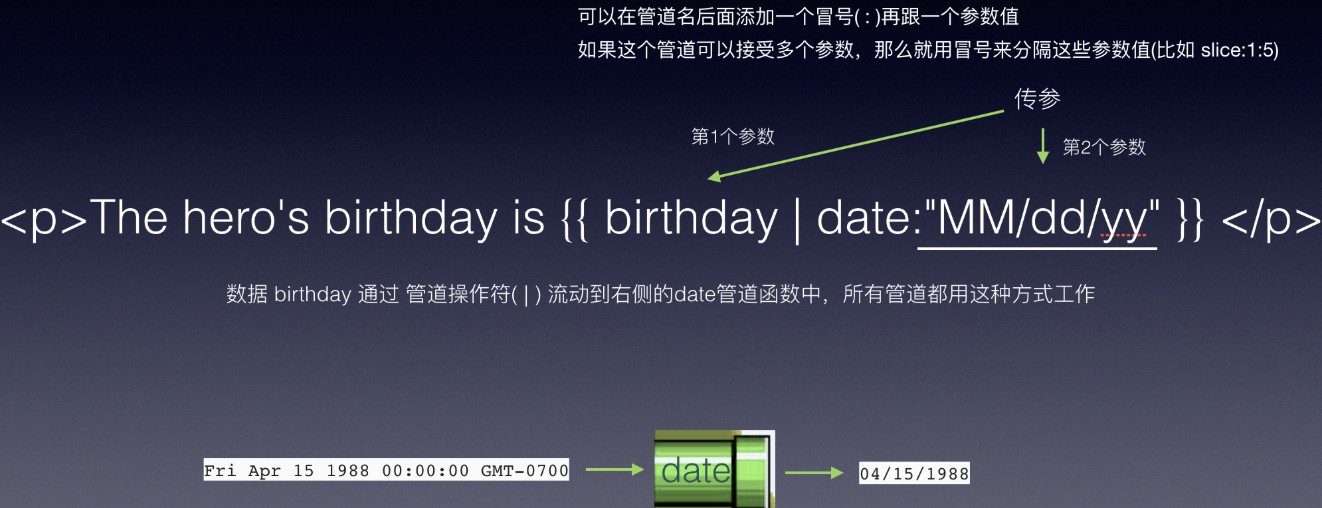 可以在管道名后面添加一个冒号( : )再跟一个参数值
如果这个管道可以接受多个参数，那么就用冒号来分隔这些参数值(比如 slice:1:5)
传参
第1个参数
第2个参数
<p>The hero's birthday is {{ birthday | date:"MM/dd/yy" }} </p>
数据 birthday 通过 管道操作符( | ) 流动到右侧的date管道函数中，所有管道都用这种方式工作
Fri Apr 15 1988 00:00:00 GMT-0700
date
04/15/1988